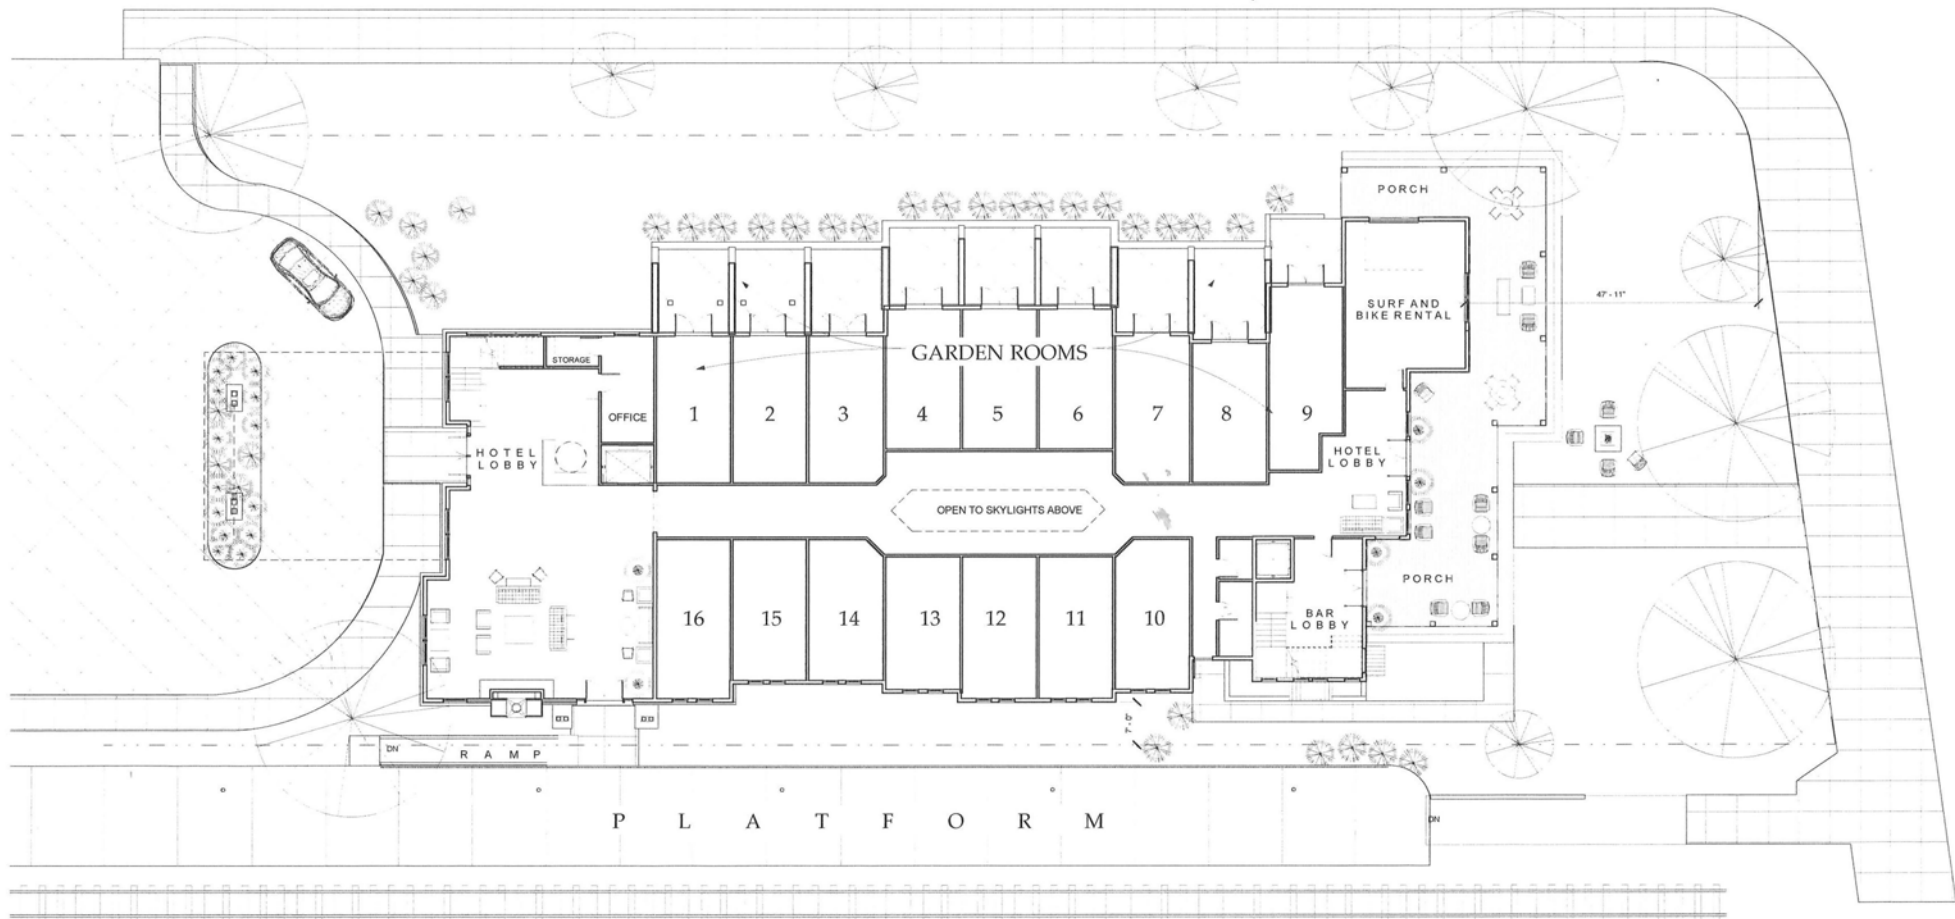 PORCH
SURF AND
BIKE RENTAL
47' - 11"
STORAGE
GARDEN ROOMS
OFFICE
1
2
3
4
5
6
7
8
9
HOTEL
LOBBY
HOTEL
LOBBY
OPEN TO SKYLIGHTS ABOVE
PORCH
16
15
14
13
12
11
10
BAR
LOBBY
7'-0"
DN
RAMP
PLATFORM
DN